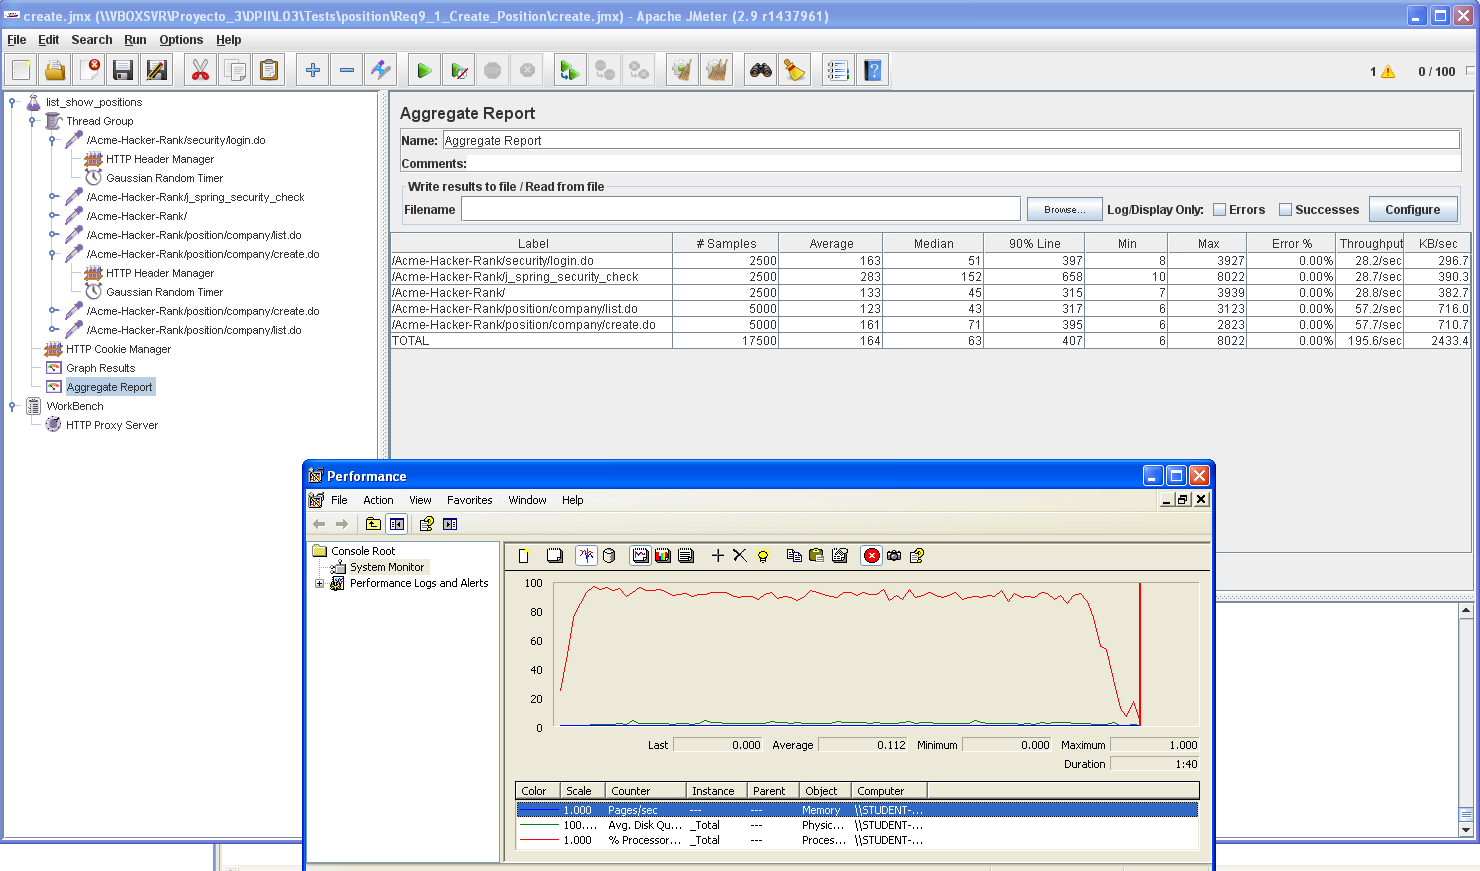 create.jmx (\\VBOXSVR\Proyecto_3\DPII\L03\Tests\position\Req9_1_Create_Position\create.jmx) - Apache JMeter (2.9 r1437961)
File Edit Search Run Options Help
1 0 / 100
list_show_positions
Thread Group
/Acme-Hacker-Rank/security/login.do
HTTP Header Manager
Gaussian Random Timer
/Acme-Hacker-Rank/j_spring_security_check
/Acme-Hacker-Rank/
/Acme-Hacker-Rank/position/company/list.do
/Acme-Hacker-Rank/position/company/create.do
HTTP Header Manager
Gaussian Random Timer
/Acme-Hacker-Rank/position/company/create.do
/Acme-Hacker-Rank/position/company/list.do
HTTP Cookie Manager
Graph Results
Aggregate Report
WorkBench
HTTP Proxy Server
Aggregate Report
Name: Aggregate Report
Comments:
Write results to file / Read from file
Filename Browse... Log/Display Only: Errors Successes Configure
Label # Samples Average Median 90% Line Min Max Error % Throughput KB/sec
/Acme-Hacker-Rank/security/login.do 2500 163 51 397 8 3927 0.00% 28.2/sec 296.7
/Acme-Hacker-Rank/j_spring_security_check 2500 283 152 658 10 8022 0.00% 28.7/sec 390.3
/Acme-Hacker-Rank/ 2500 133 45 315 7 3939 0.00% 28.8/sec 382.7
/Acme-Hacker-Rank/position/company/list.do 5000 123 43 317 6 3123 0.00% 57.2/sec 716.0
/Acme-Hacker-Rank/position/company/create.do 5000 161 71 395 6 2823 0.00% 57.7/sec 710.7
TOTAL 17500 164 63 407 6 8022 0.00% 195.6/sec 2433.4
Performance
File Action View Favorites Window Help
Console Root
System Monitor
Performance Logs and Alerts
100
80
60
40
20
0
Last 0.000 Average 0.112 Minimum 0.000 Maximum 1.000
Duration 1:40
Color Scale Counter Instance Parent Object Computer
1.000 Pages/sec --- --- Memory \\STUDENT-...
100.... Avg. Disk Qu... _Total --- Physic... \\STUDENT-...
1.000 % Processor... _Total --- Proces... \\STUDENT-...